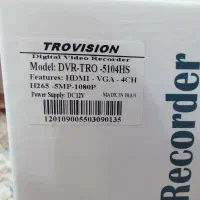 TROVISION
Digital Video Recorder
Model: DVR-TRO -5104HS
Features: HDMI - VGA - 4CH
H265 -5MP-1080P
Power Supply: DC12V
MADE IN IRAN
120109005503090135
Recorder